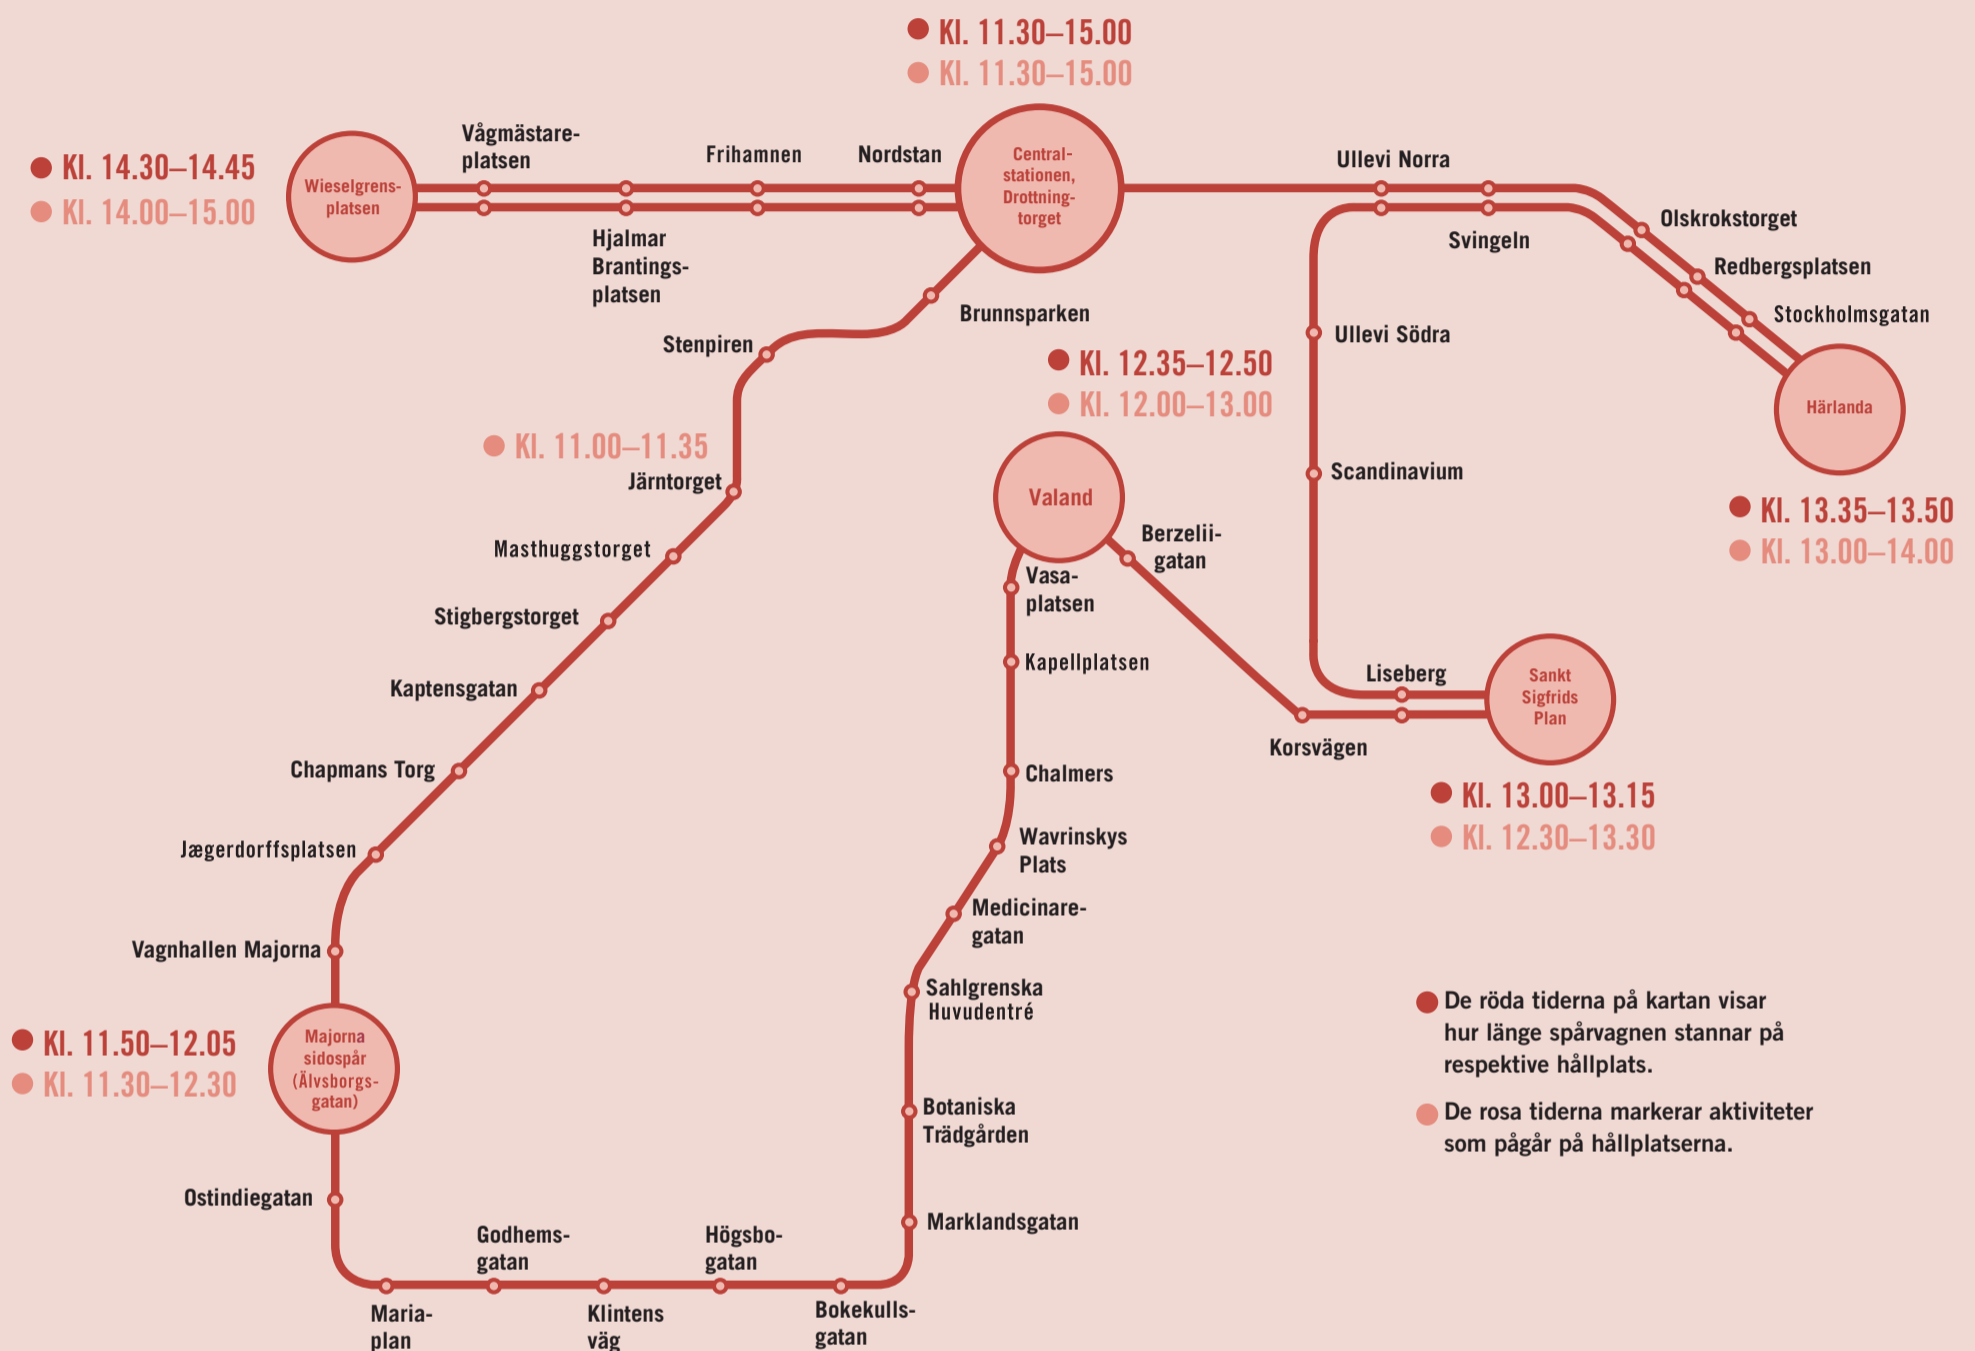 Kl. 11.30–15.00
Kl. 11.30–15.00
Kl. 14.30–14.45
Kl. 14.00–15.00
Wieselgrens-
platsen
Vågmästare-
platsen
Hjalmar
Brantings-
platsen
Frihamnen
Nordstan
Central-
stationen,
Drottning-
torget
Ullevi Norra
Svingeln
Olskrokstorget
Redbergsplatsen
Stockholmsgatan
Härlanda
Kl. 13.35–13.50
Kl. 13.00–14.00
Brunnsparken
Stenpiren
Kl. 11.00–11.35
Järntorget
Masthuggstorget
Stigbergstorget
Kaptensgatan
Chapmans Torg
Jægerdorffsplatsen
Vagnhallen Majorna
Kl. 11.50–12.05
Kl. 11.30–12.30
Majorna
sidospår
(Älvsborgs-
gatan)
Ostindiegatan
Maria-
plan
Godhems-
gatan
Klintens
väg
Högsbo-
gatan
Bokekulls-
gatan
Marklandsgatan
Botaniska
Trädgården
Sahlgrenska
Huvudentré
Medicinare-
gatan
Wavrinskys
Plats
Chalmers
Kapellplatsen
Vasa-
platsen
Kl. 12.35–12.50
Kl. 12.00–13.00
Valand
Berzelii-
gatan
Korsvägen
Liseberg
Sankt
Sigfrids
Plan
Kl. 13.00–13.15
Kl. 12.30–13.30
Scandinavium
Ullevi Södra
De röda tiderna på kartan visar
hur länge spårvagnen stannar på
respektive hållplats.
De rosa tiderna markerar aktiviteter
som pågår på hållplatserna.